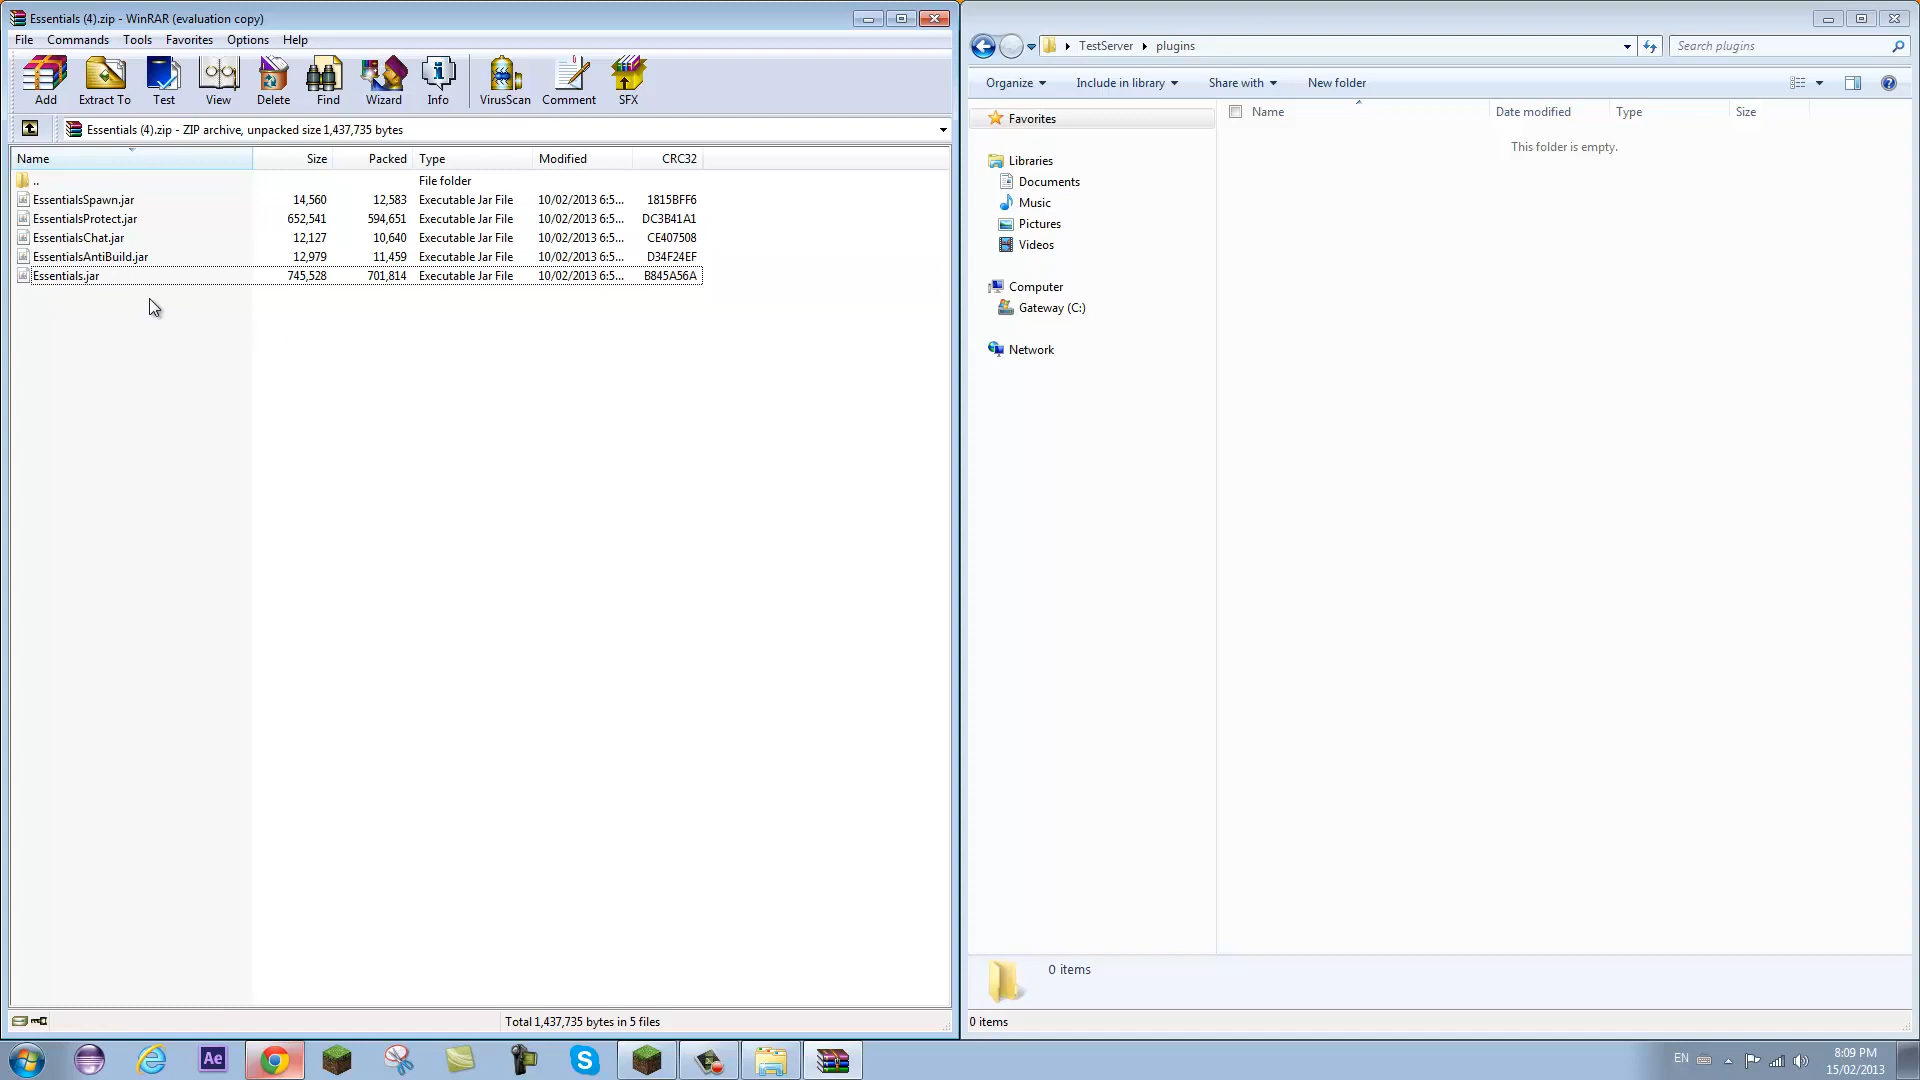 Essentials (4).zip - WinRAR (evaluation copy)
File Commands Tools Favorites Options Help
Add Extract To Test View Delete Find Wizard Info VirusScan Comment SFX
Essentials (4).zip - ZIP archive, unpacked size 1,437,735 bytes
Name Size Packed Type Modified CRC32
.. File folder
EssentialsSpawn.jar 14,560 12,583 Executable Jar File 10/02/2013 6:5... 1815BFF6
EssentialsProtect.jar 652,541 594,651 Executable Jar File 10/02/2013 6:5... DC3B41A1
EssentialsChat.jar 12,127 10,640 Executable Jar File 10/02/2013 6:5... CE407508
EssentialsAntiBuild.jar 12,979 11,459 Executable Jar File 10/02/2013 6:5... D34F24EF
Essentials.jar 745,528 701,814 Executable Jar File 10/02/2013 6:5... B845A56A
Total 1,437,735 bytes in 5 files
TestServer plugins
Search plugins
Organize Include in library Share with New folder
Favorites
Libraries
Documents
Music
Pictures
Videos
Computer
Gateway (C:)
Network
Name Date modified Type Size
This folder is empty.
0 items
0 items
Ae
EN
8:09 PM
15/02/2013